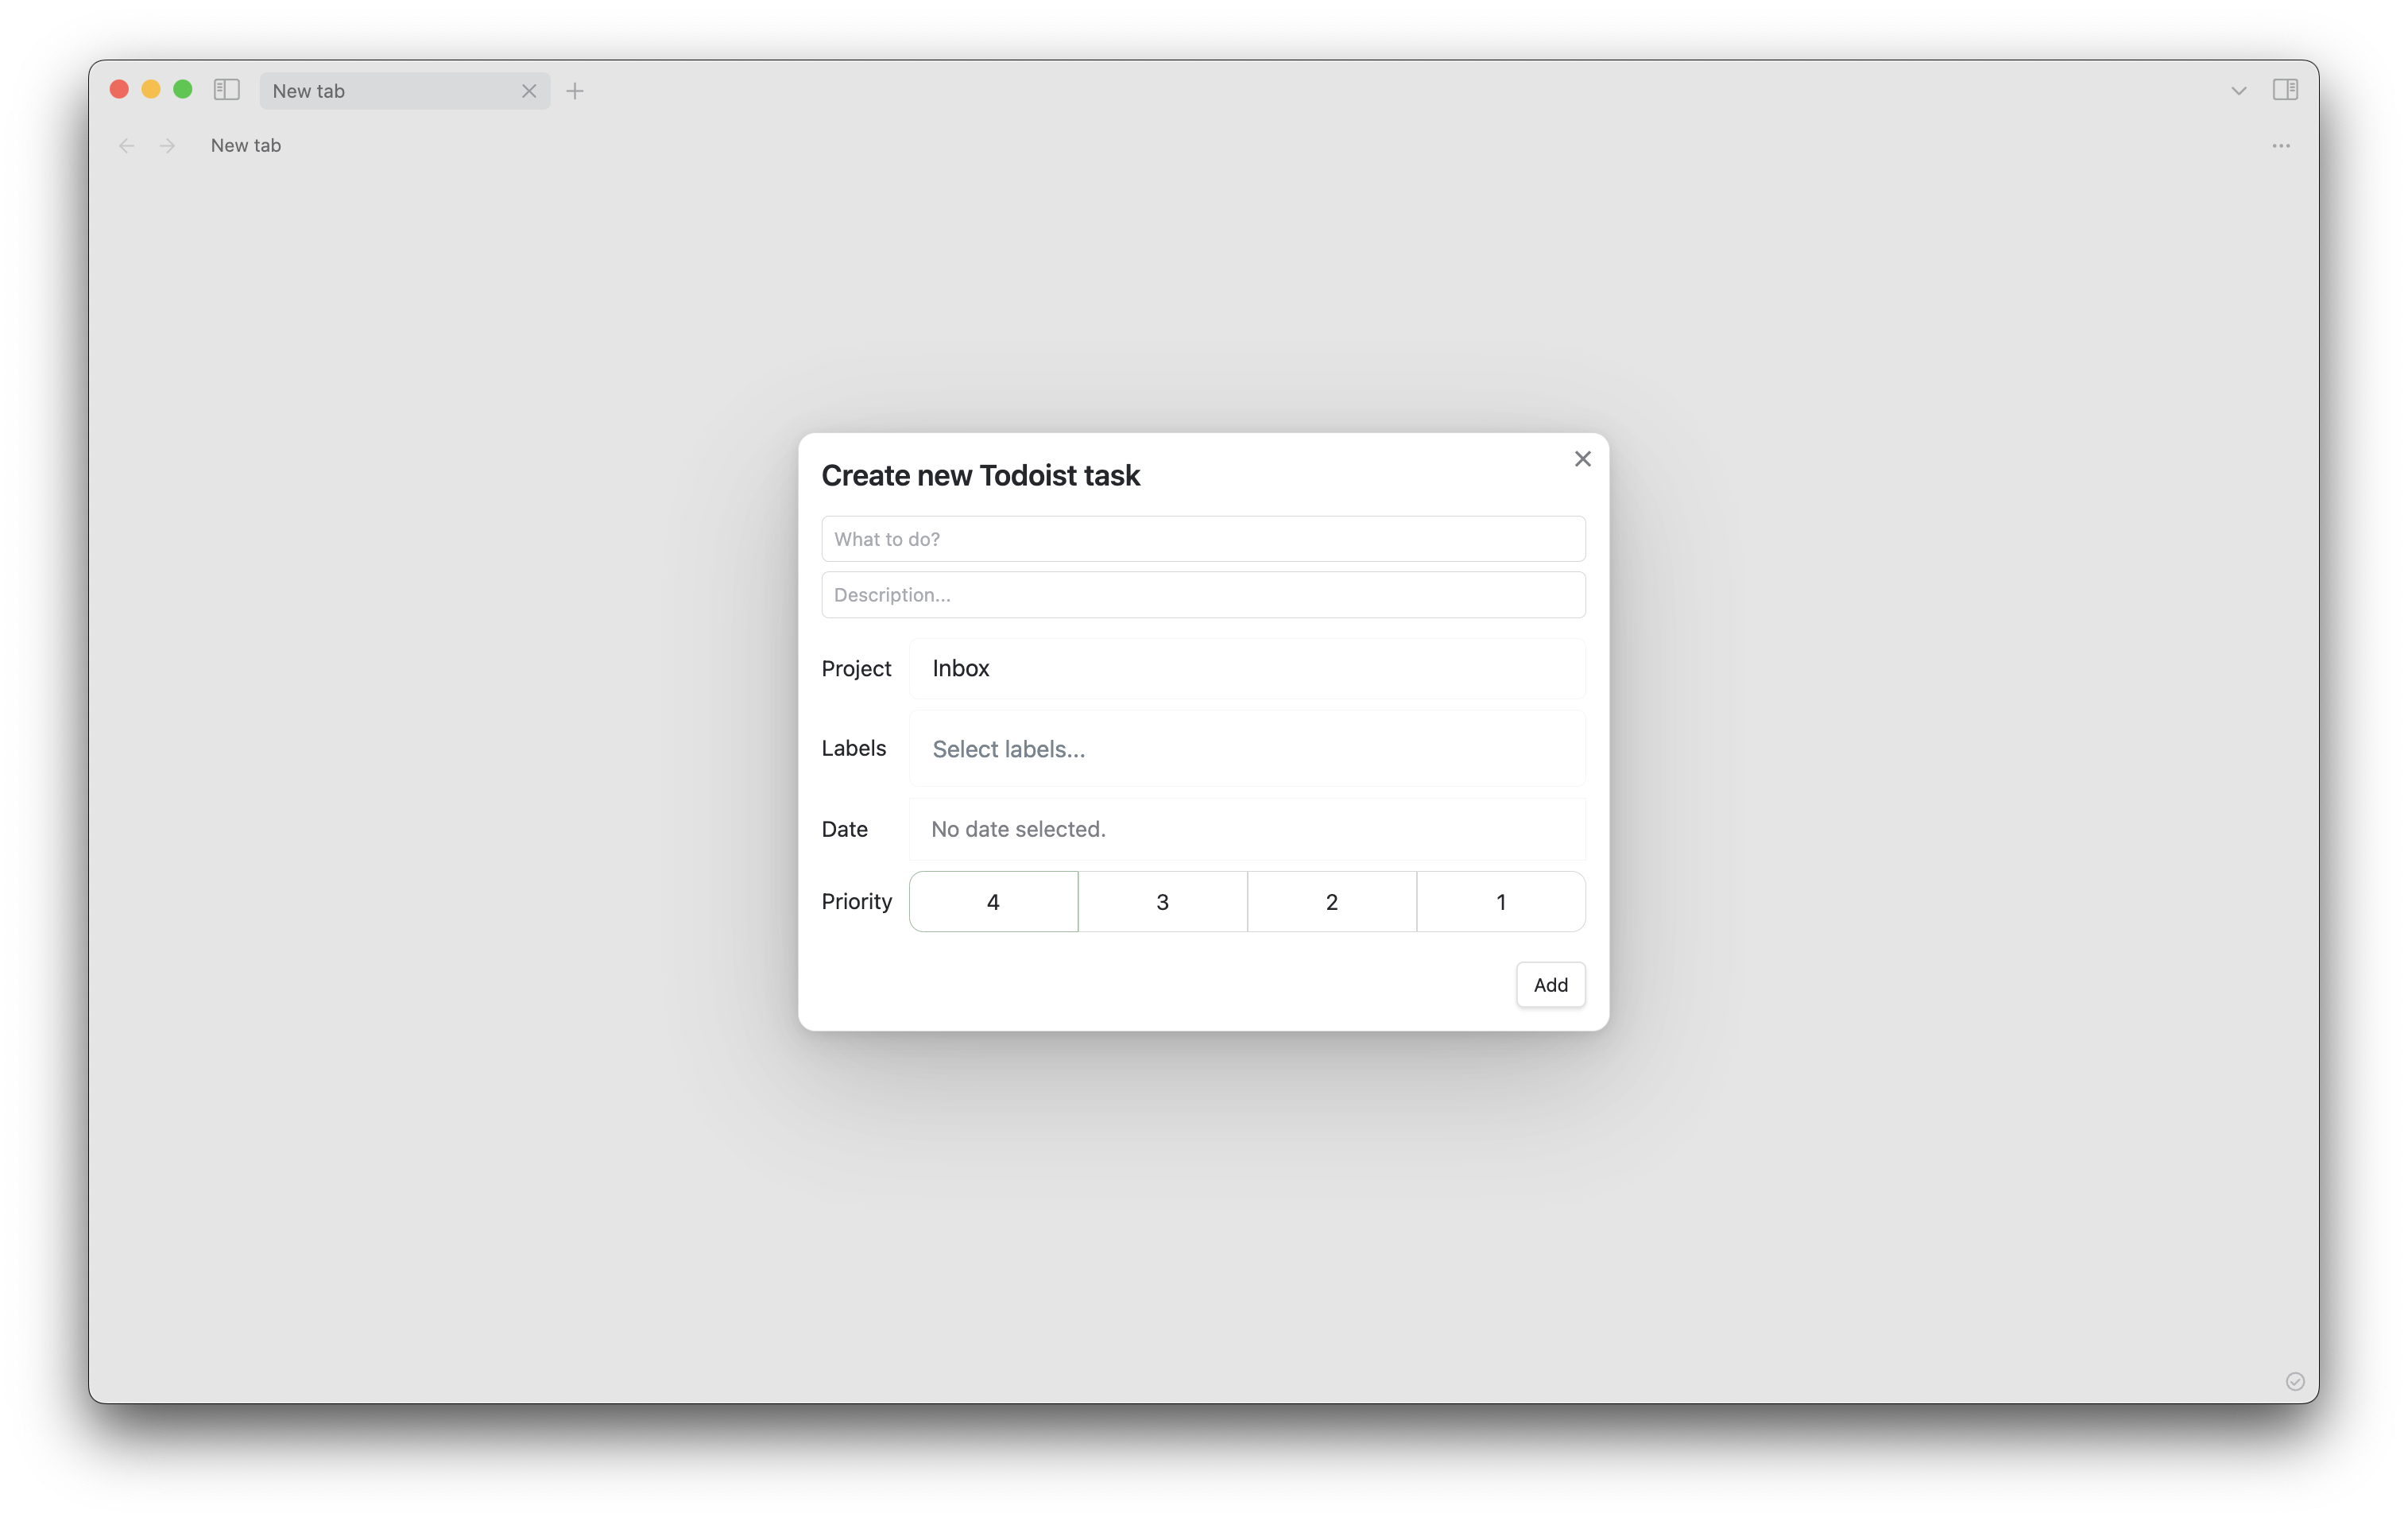 New tab
New tab
Create new Todoist task
What to do?
Description...
Project Inbox
Labels Select labels...
Date No date selected.
Priority 4 3 2 1
Add